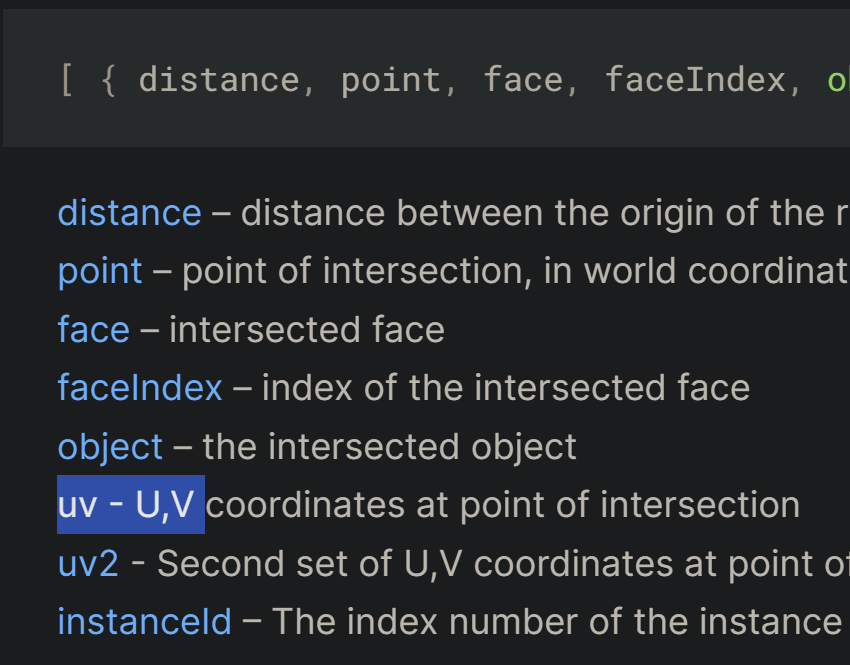 [ { distance, point, face, faceIndex,
distance – distance between the origin of the
point – point of intersection, in world
face – intersected face
faceIndex – index of the intersected face
object – the intersected object
uv - U,V coordinates at point of intersection
uv2 - Second set of U,V coordinates at point
instanceId – The index number of the instance